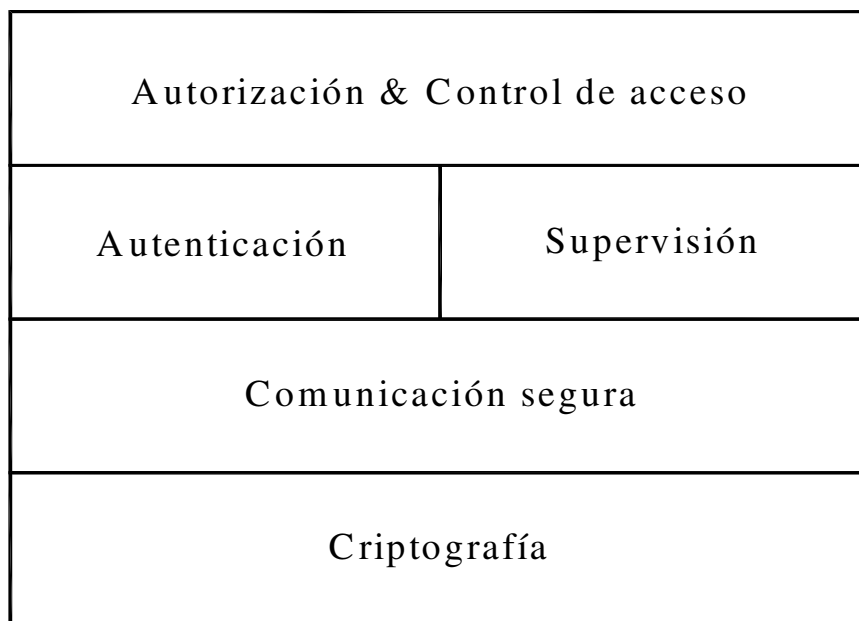 Autorización & Control de acceso
Autenticación
Supervisión
Comunicación segura
Criptografía